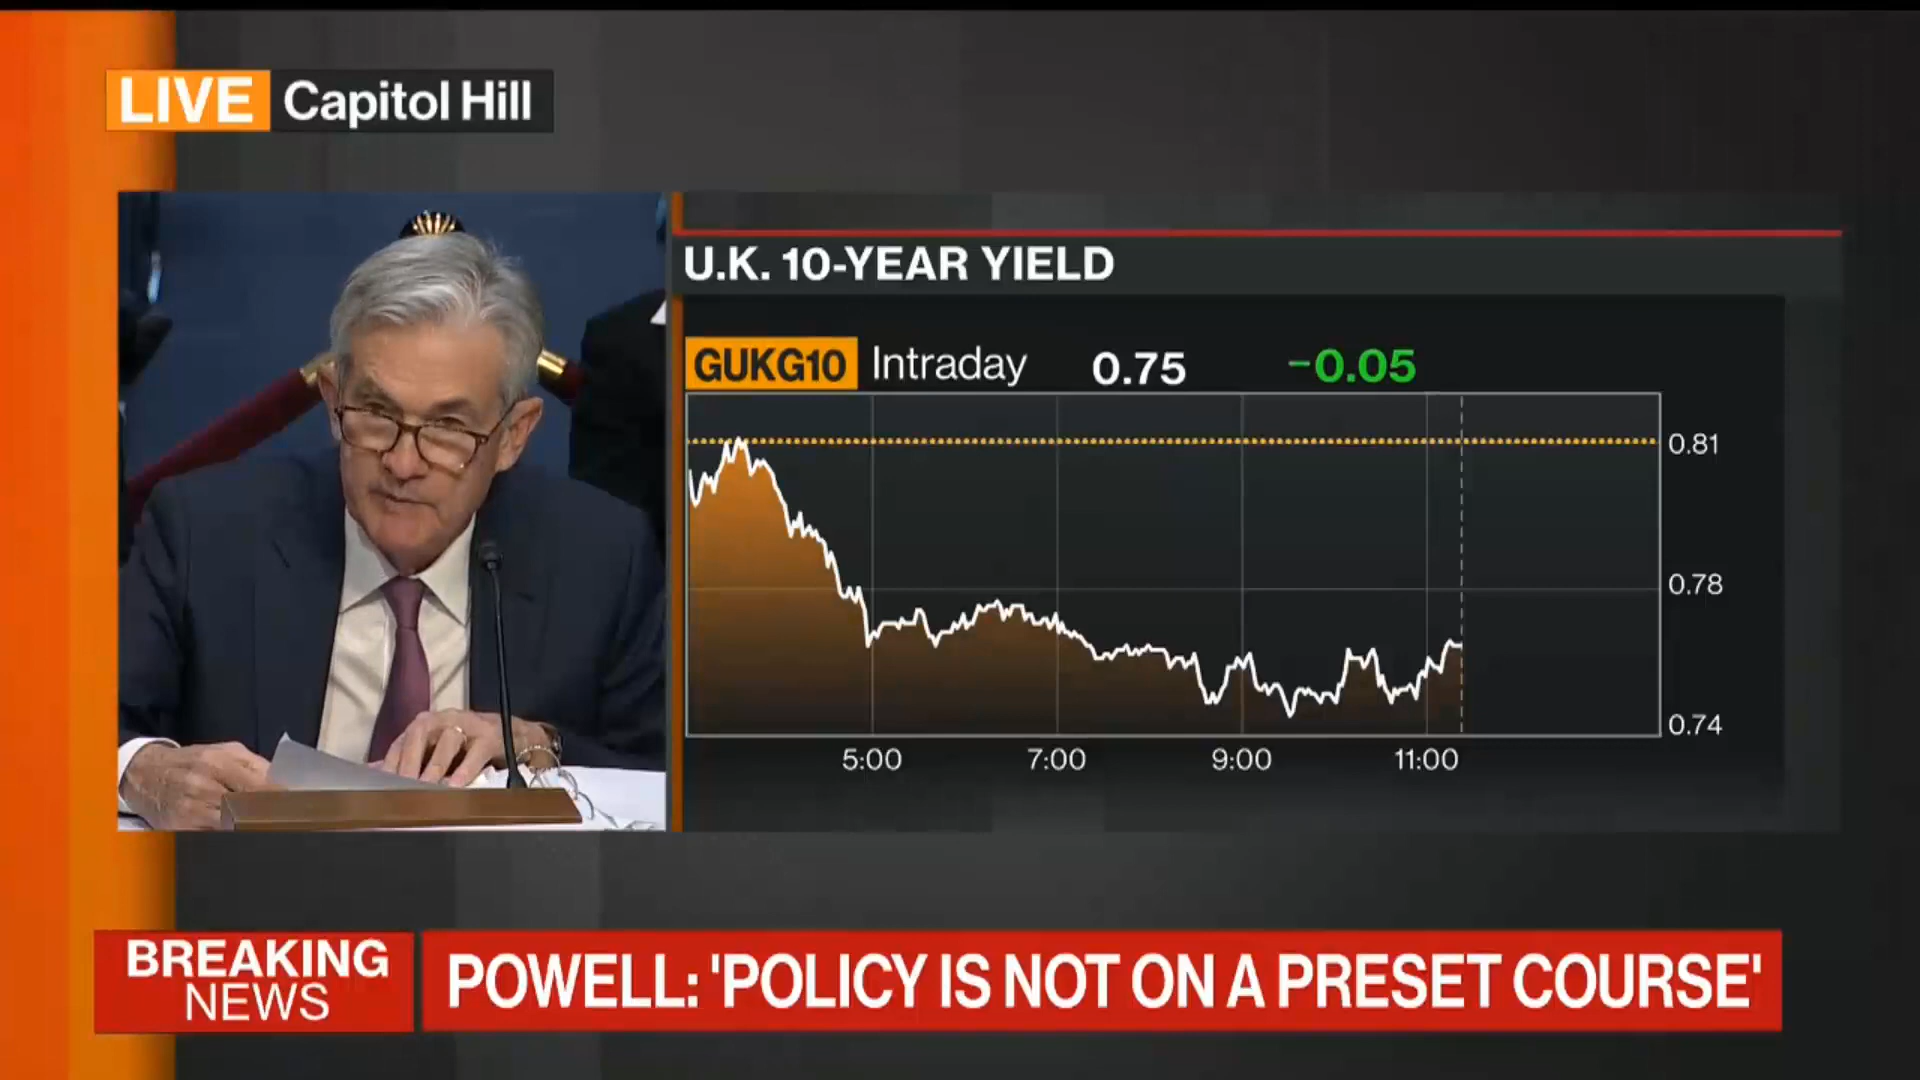 LIVE Capitol Hill
U.K. 10-YEAR YIELD
GUKG10 Intraday 0.75 -0.05
0.81
0.78
0.74
5:00 7:00 9:00 11:00
BREAKING
NEWS
POWELL: 'POLICY IS NOT ON A PRESET COURSE'